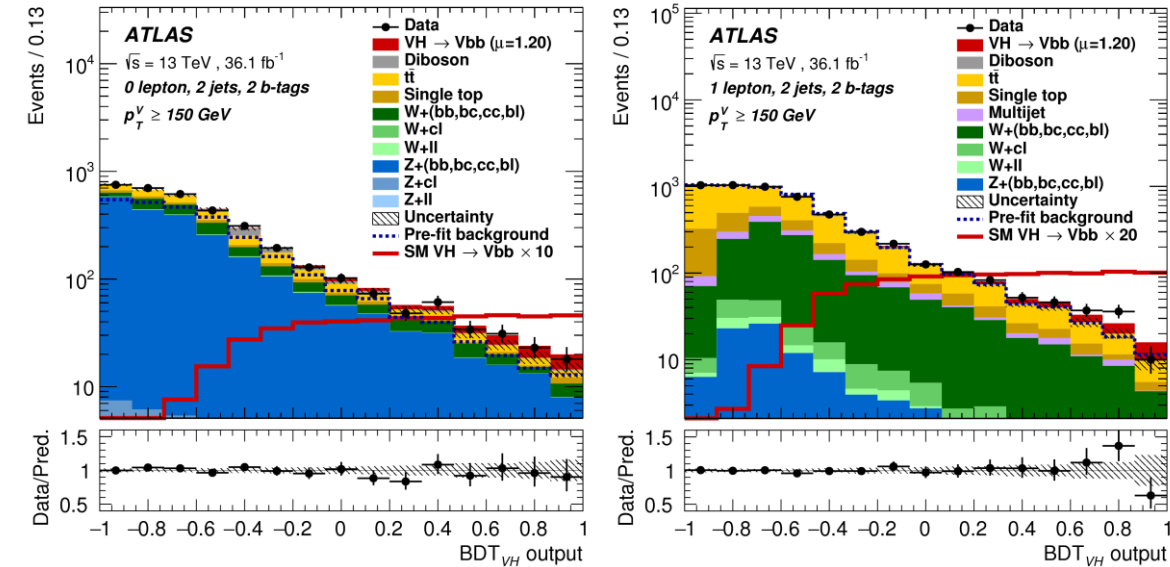 Events / 0.13
10⁴
10³
10²
10
ATLAS
√s = 13 TeV , 36.1 fb⁻¹
0 lepton, 2 jets, 2 b-tags
p_T^V ≥ 150 GeV
Data
VH → Vbb (μ=1.20)
Diboson
tt̄
Single top
W+(bb,bc,cc,bl)
W+cl
W+ll
Z+(bb,bc,cc,bl)
Z+cl
Z+ll
Uncertainty
Pre-fit background
SM VH → Vbb × 10
Data/Pred.
1.5
1
0.5
−1 −0.8 −0.6 −0.4 −0.2 0 0.2 0.4 0.6 0.8 1
BDT_VH output
Events / 0.13
10⁵
10⁴
10³
10²
10
ATLAS
√s = 13 TeV , 36.1 fb⁻¹
1 lepton, 2 jets, 2 b-tags
p_T^V ≥ 150 GeV
Data
VH → Vbb (μ=1.20)
Diboson
tt̄
Single top
Multijet
W+(bb,bc,cc,bl)
W+cl
W+ll
Z+(bb,bc,cc,bl)
Uncertainty
Pre-fit background
SM VH → Vbb × 20
Data/Pred.
1.5
1
0.5
−1 −0.8 −0.6 −0.4 −0.2 0 0.2 0.4 0.6 0.8 1
BDT_VH output